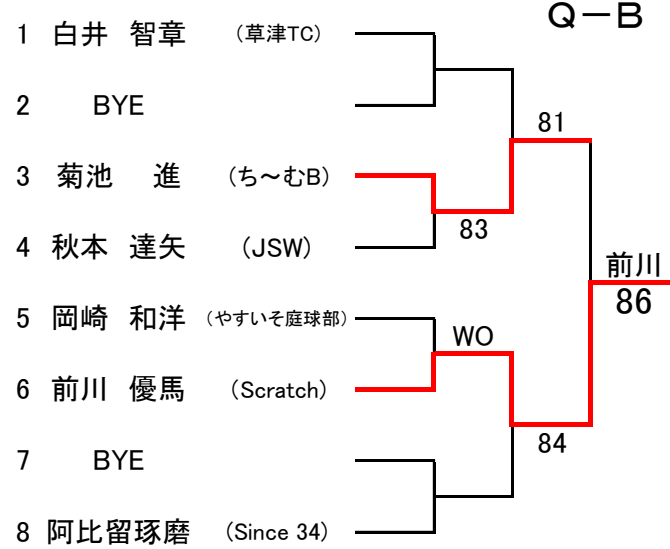 Q－B
1 白井 智章 (草津TC)
2 BYE
81
3 菊池 進 (ち～むB)
83
4 秋本 達矢 (JSW)
前川
86
5 岡崎 和洋 (やすいそ庭球部)
WO
6 前川 優馬 (Scratch)
84
7 BYE
8 阿比留琢磨 (Since 34)